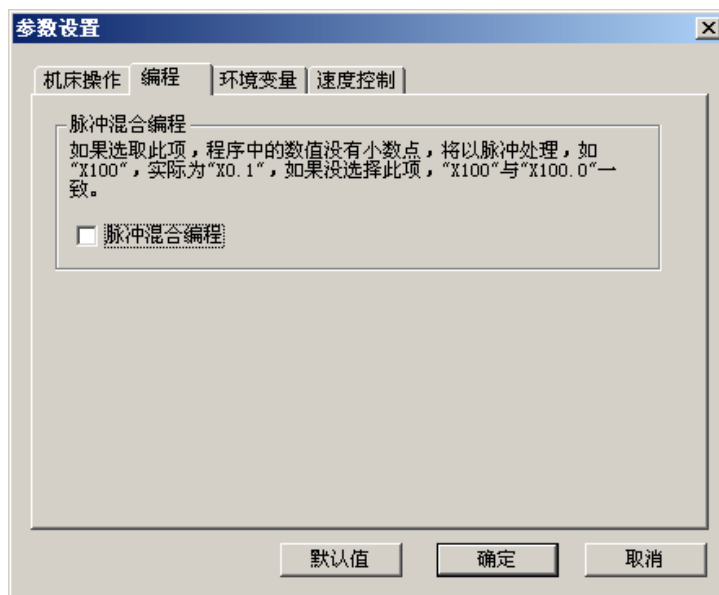 参数设置
机床操作 编程 环境变量 速度控制
脉冲混合编程
如果选取此项，程序中的数值没有小数点，将以脉冲处理，如
“X100”，实际为“X0.1”，如果没选择此项，“X100”与“X100.0”一
致。
脉冲混合编程
默认值 确定 取消